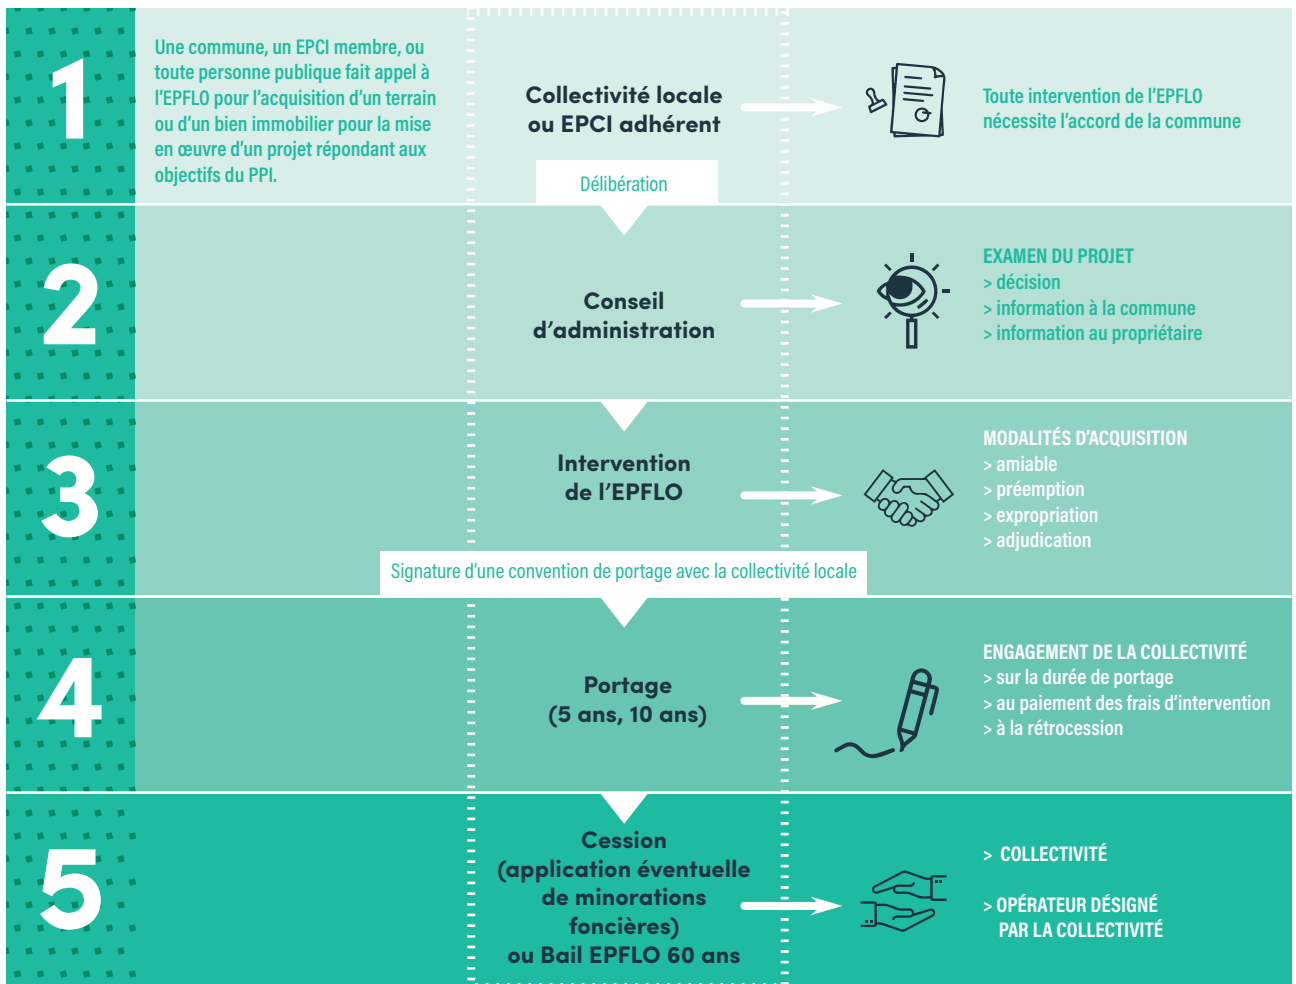 1
Une commune, un EPCI membre, ou
toute personne publique fait appel à
l'EPFLO pour l'acquisition d'un terrain
ou d'un bien immobilier pour la mise
en œuvre d'un projet répondant aux
objectifs du PPI.
Collectivité locale
ou EPCI adhérent
Toute intervention de l'EPFLO
nécessite l'accord de la commune
Délibération
2
Conseil
d'administration
EXAMEN DU PROJET
> décision
> information à la commune
> information au propriétaire
3
Intervention
de l'EPFLO
MODALITÉS D'ACQUISITION
> amiable
> préemption
> expropriation
> adjudication
Signature d'une convention de portage avec la collectivité locale
4
Portage
(5 ans, 10 ans)
ENGAGEMENT DE LA COLLECTIVITÉ
> sur la durée de portage
> au paiement des frais d'intervention
> à la rétrocession
5
Cession
(application éventuelle
de minorations
foncières)
ou Bail EPFLO 60 ans
> COLLECTIVITÉ
> OPÉRATEUR DÉSIGNÉ
PAR LA COLLECTIVITÉ